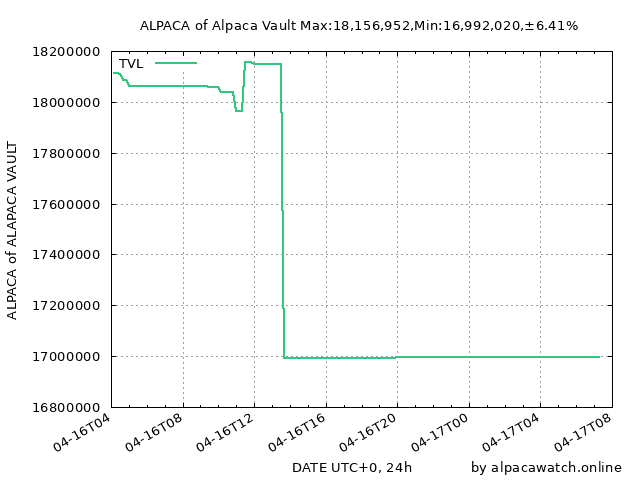 ALPACA of Alpaca Vault Max:18,156,952,Min:16,992,020,±6.41%
TVL
18200000
18000000
17800000
17600000
17400000
17200000
17000000
16800000
ALPACA of ALAPACA VAULT
04-16T04
04-16T08
04-16T12
04-16T16
04-16T20
04-17T00
04-17T04
04-17T08
DATE UTC+0, 24h
by alpacawatch.online